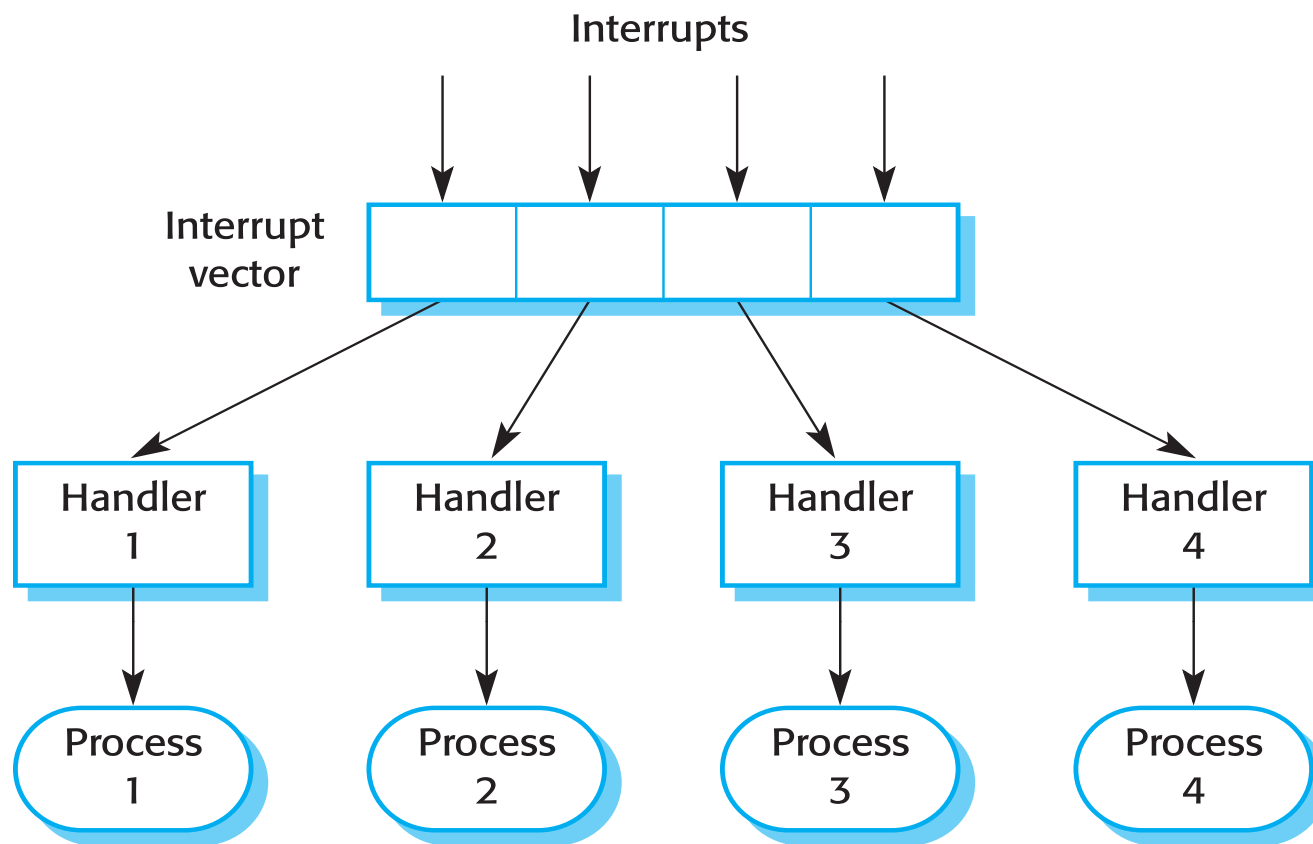 Interrupts
Interrupt
vector
Handler
1
Handler
2
Handler
3
Handler
4
Process
1
Process
2
Process
3
Process
4